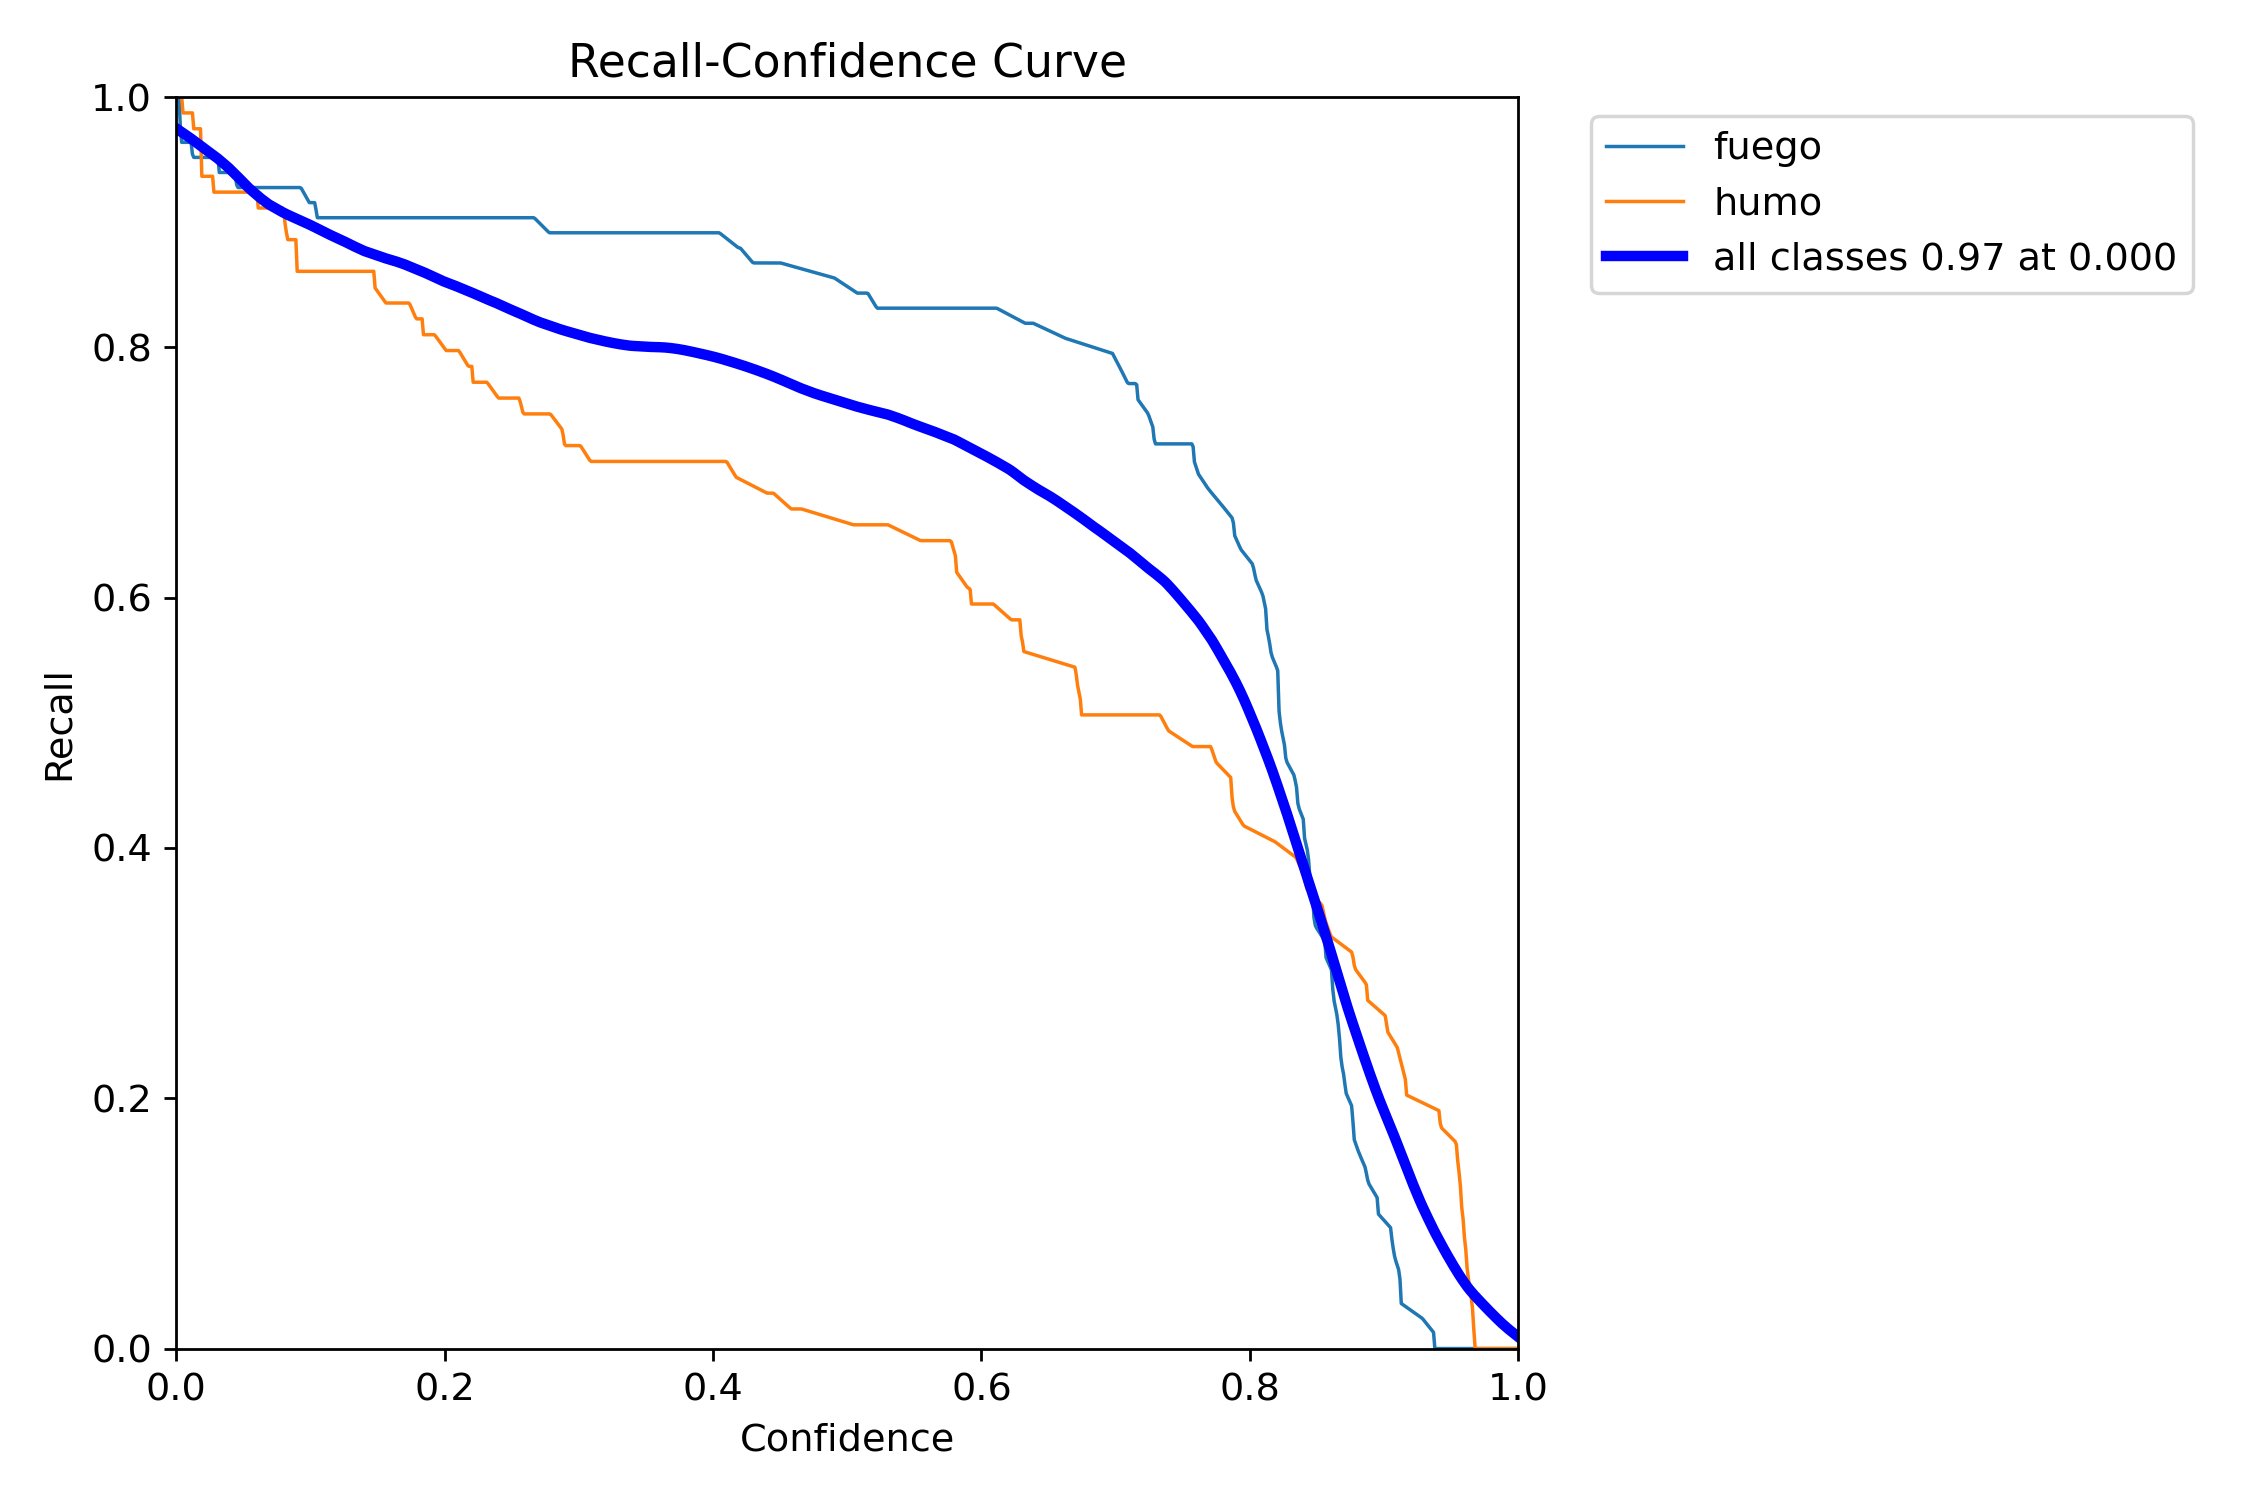 Recall-Confidence Curve
1.0
0.8
0.6
0.4
0.2
0.0
Recall
0.0 0.2 0.4 0.6 0.8 1.0
Confidence
fuego
humo
all classes 0.97 at 0.000